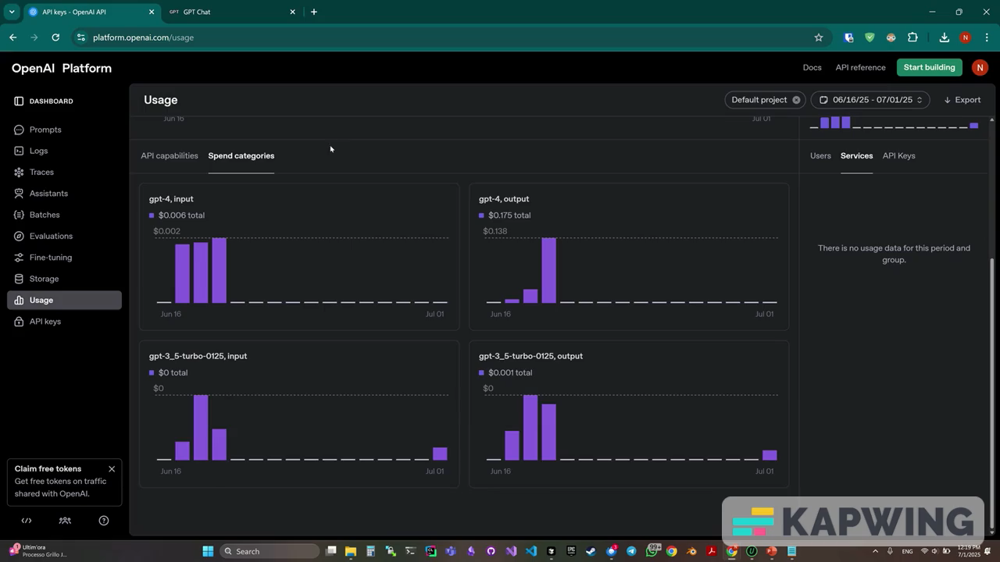 API keys - OpenAI API
GPT GPT Chat
platform.openai.com/usage
N
OpenAI Platform
Docs
API reference
Start building
N
DASHBOARD
Usage
Default project
06/16/25 - 07/01/25
Export
Jun 16
Jul 01
Prompts
Logs
Traces
Assistants
Batches
Evaluations
Fine-tuning
Storage
Usage
API keys
API capabilities
Spend categories
Users
Services
API Keys
gpt-4, input
$0.006 total
$0.002
Jun 16
Jul 01
gpt-4, output
$0.175 total
$0.138
Jun 16
Jul 01
There is no usage data for this period and
group.
gpt-3_5-turbo-0125, input
$0 total
$0
Jun 16
Jul 01
gpt-3_5-turbo-0125, output
$0.001 total
$0
Jun 16
Jul 01
Claim free tokens
Get free tokens on traffic
shared with OpenAI.
KAPWING
Ultim'ora
Processo Grillo J...
Search
99+
12:19 PM
7/1/2025